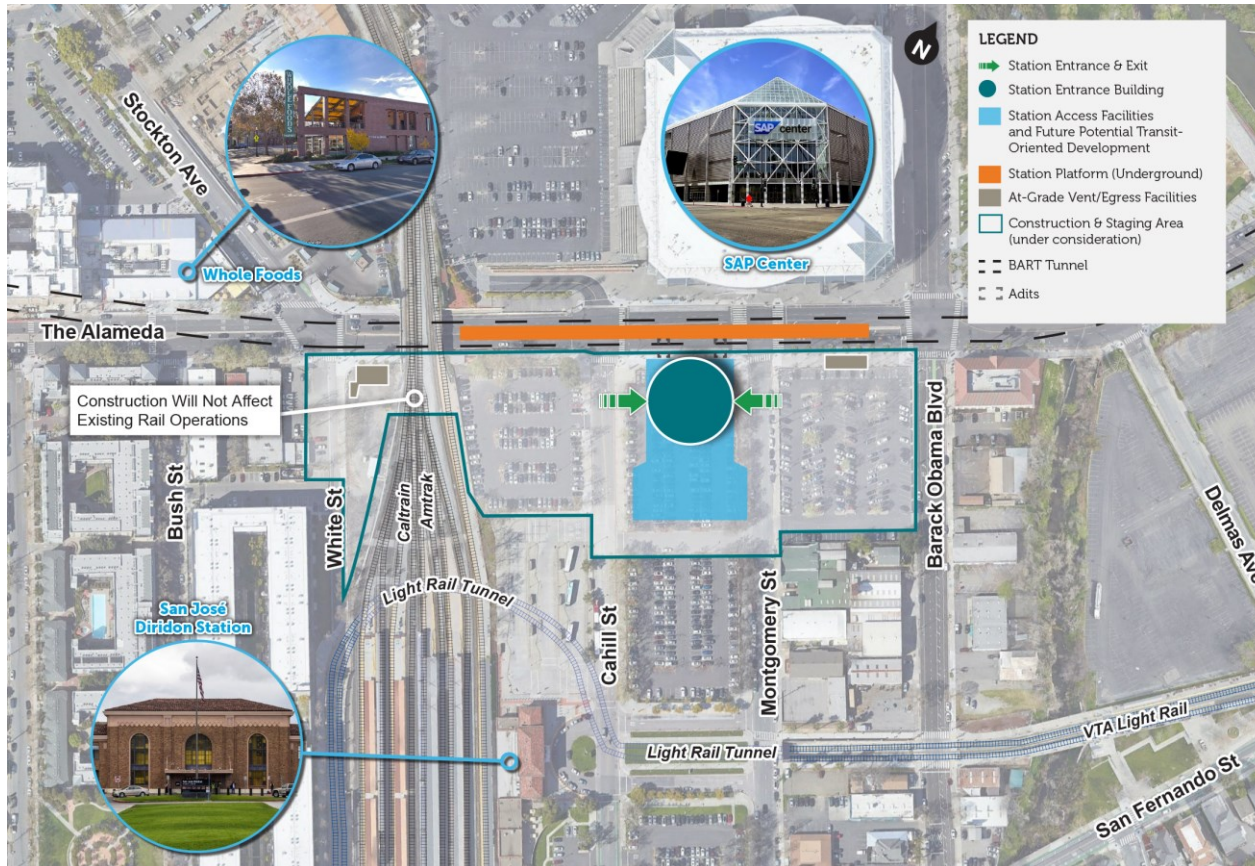 LEGEND
Station Entrance & Exit
Station Entrance Building
Station Access Facilities
and Future Potential Transit-
Oriented Development
Station Platform (Underground)
At-Grade Vent/Egress Facilities
Construction & Staging Area
(under consideration)
BART Tunnel
Adits
N
Stockton Ave
WHOLE FOODS
Whole Foods
SAP center
SAP Center
The Alameda
Construction Will Not Affect
Existing Rail Operations
Bush St
White St
Caltrain
Amtrak
Light Rail Tunnel
Cahill St
Montgomery St
Barack Obama Blvd
Delmas Ave
San José
Diridon Station
Light Rail Tunnel
VTA Light Rail
San Fernando St